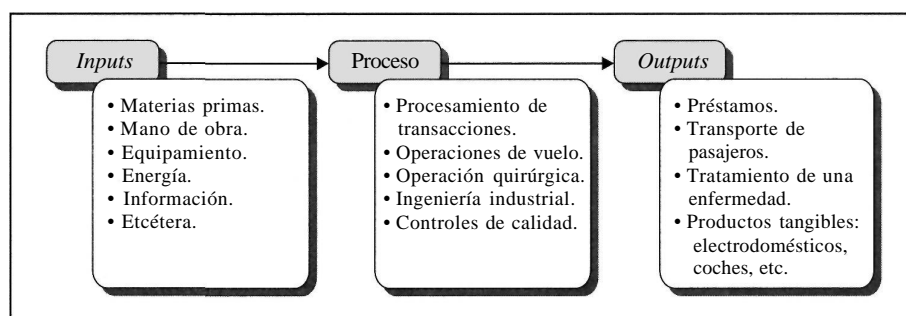 Inputs
Proceso
Outputs
• Materias primas.
• Mano de obra.
• Equipamiento.
• Energía.
• Información.
• Etcétera.
• Procesamiento de
transacciones.
• Operaciones de vuelo.
• Operación quirúrgica.
• Ingeniería industrial.
• Controles de calidad.
• Préstamos.
• Transporte de
pasajeros.
• Tratamiento de una
enfermedad.
• Productos tangibles:
electrodomésticos,
coches, etc.